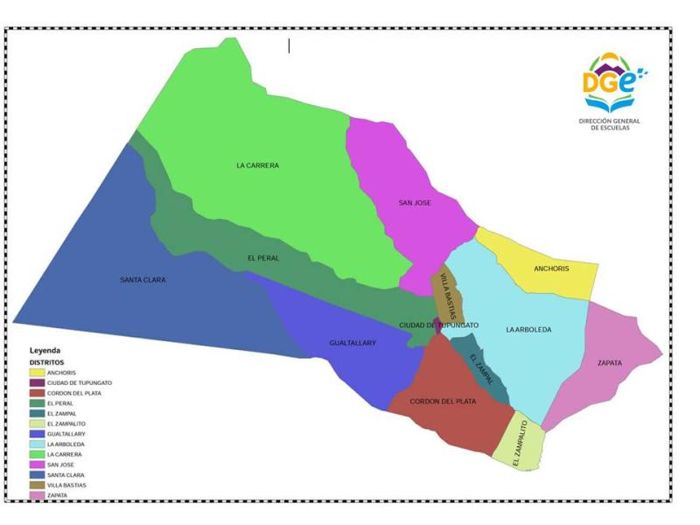 DGe
DIRECCIÓN GENERAL
DE ESCUELAS
LA CARRERA
SAN JOSE
EL PERAL
ANCHORIS
SANTA CLARA
VILLA BASTIAS
CIUDAD DE TUPUNGATO
LA ARBOLEDA
GUALTALLARY
EL ZAMPAL
ZAPATA
CORDON DEL PLATA
EL ZAMPALITO
Leyenda
DISTRITOS
ANCHORIS
CIUDAD DE TUPUNGATO
CORDON DEL PLATA
EL PERAL
EL ZAMPAL
EL ZAMPALITO
GUALTALLARY
LA ARBOLEDA
LA CARRERA
SAN JOSE
SANTA CLARA
VILLA BASTIAS
ZAPATA